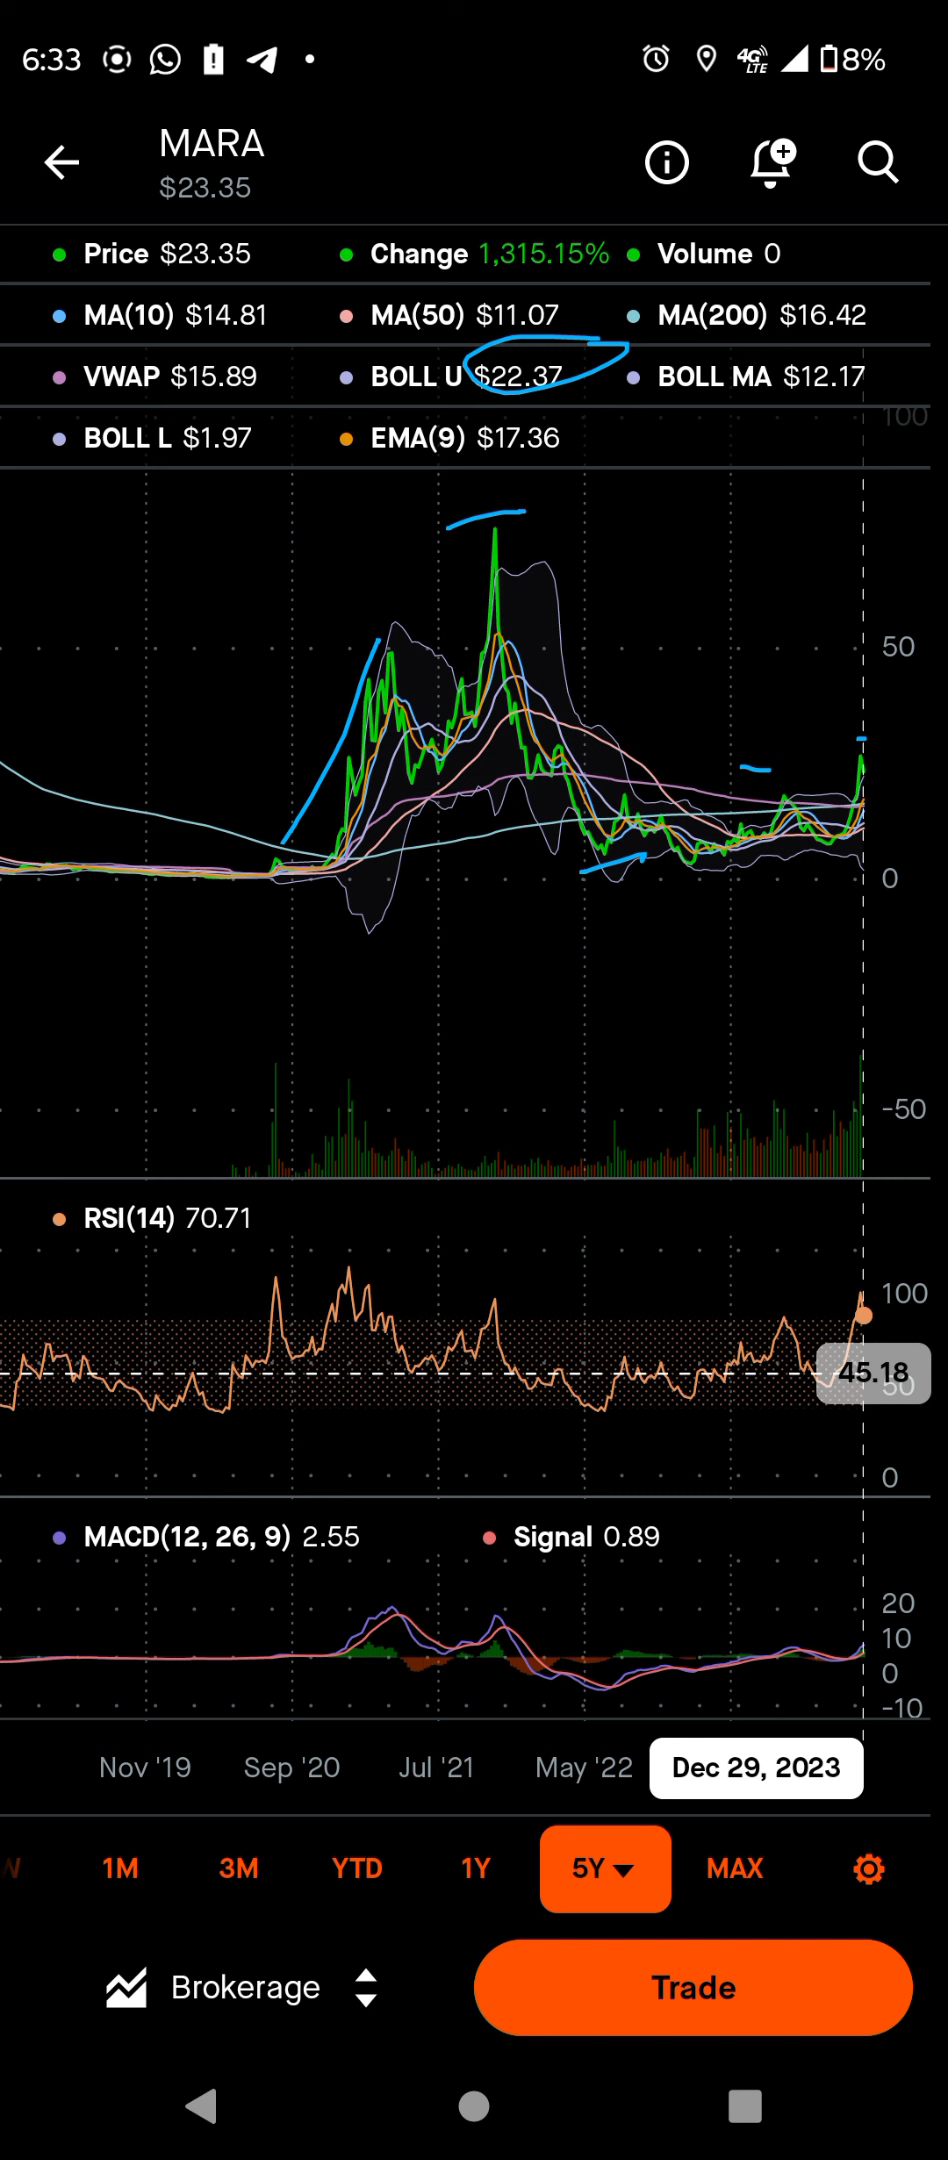 6:33 4G LTE 8%
MARA
$23.35
Price $23.35 Change 1,315.15% Volume 0
MA(10) $14.81 MA(50) $11.07 MA(200) $16.42
VWAP $15.89 BOLL U $22.37 BOLL MA $12.17
100
BOLL L $1.97 EMA(9) $17.36
50
0
-50
RSI(14) 70.71
100
45.18
50
0
MACD(12, 26, 9) 2.55 Signal 0.89
20
10
0
-10
Nov '19 Sep '20 Jul '21 May '22 Dec 29, 2023
W 1M 3M YTD 1Y 5Y MAX
Brokerage Trade